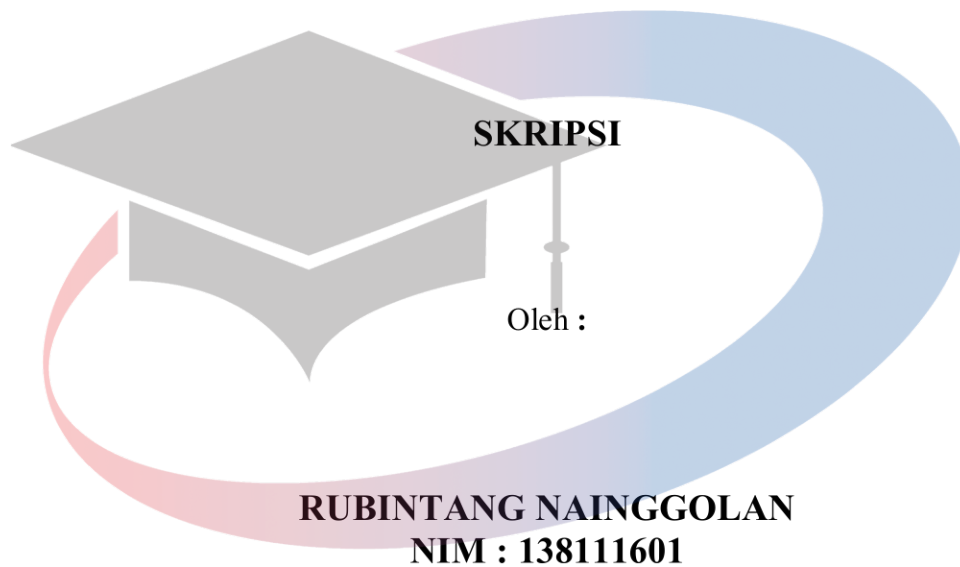 SKRIPSI
Oleh :
RUBINTANG NAINGGOLAN
NIM : 138111601